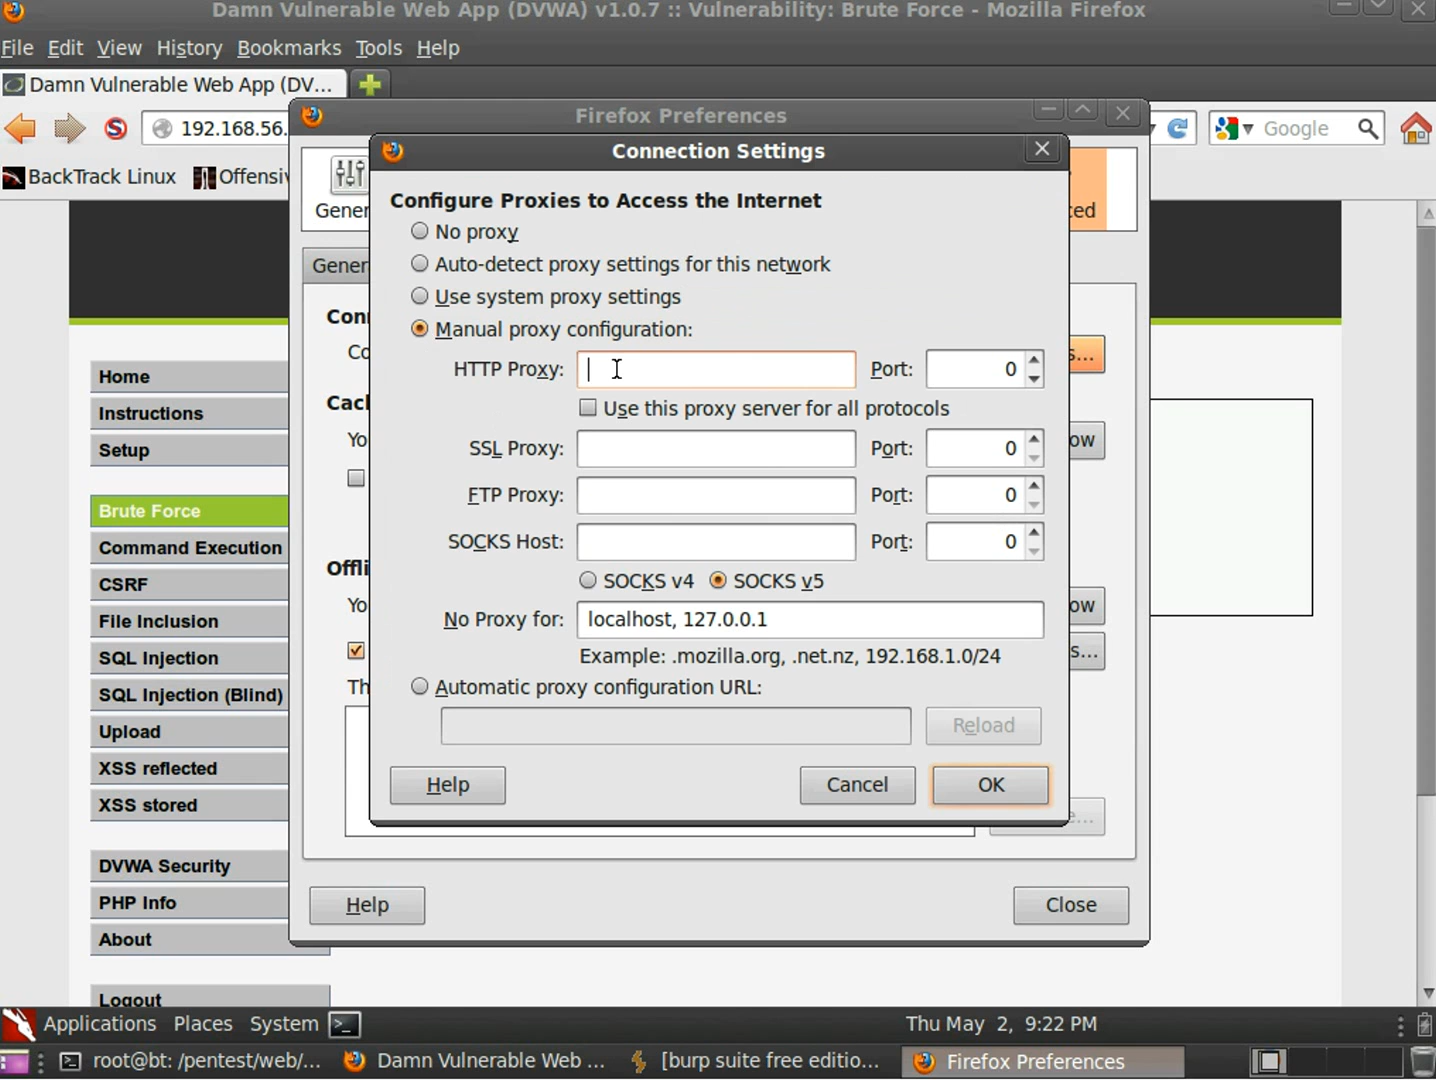 Damn Vulnerable Web App (DVWA) v1.0.7 :: Vulnerability: Brute Force - Mozilla Firefox
File Edit View History Bookmarks Tools Help
Damn Vulnerable Web App (DV...
192.168.56.
Google
BackTrack Linux
Firefox Preferences
Connection Settings
Configure Proxies to Access the Internet
No proxy
Auto-detect proxy settings for this network
Use system proxy settings
Manual proxy configuration:
HTTP Proxy: Port: 0
Use this proxy server for all protocols
SSL Proxy: Port: 0
FTP Proxy: Port: 0
SOCKS Host: Port: 0
SOCKS v4 SOCKS v5
No Proxy for: localhost, 127.0.0.1
Example: .mozilla.org, .net.nz, 192.168.1.0/24
Automatic proxy configuration URL:
Reload
Help Cancel OK
Help Close
Home
Instructions
Setup
Brute Force
Command Execution
CSRF
File Inclusion
SQL Injection
SQL Injection (Blind)
Upload
XSS reflected
XSS stored
DVWA Security
PHP Info
About
Logout
Applications Places System Thu May 2, 9:22 PM
root@bt: /pentest/web/... Damn Vulnerable Web ... [burp suite free editio... Firefox Preferences